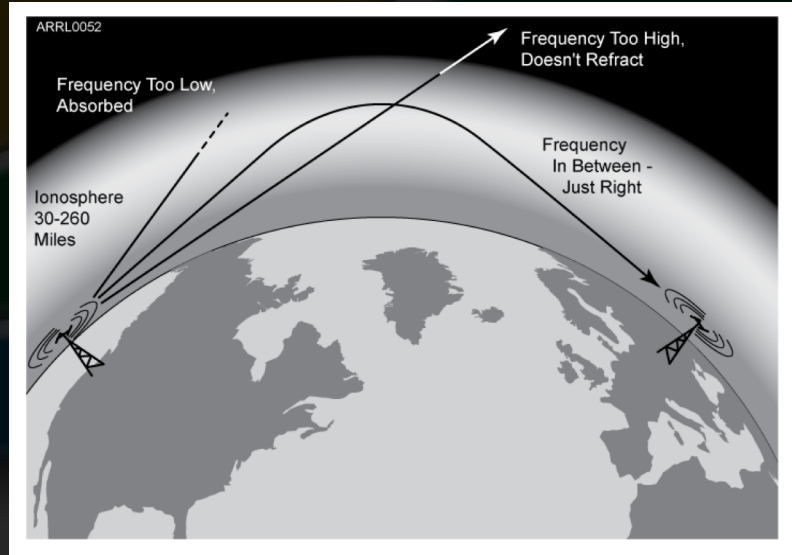 ARRL0052
Frequency Too High,
Doesn't Refract
Frequency Too Low,
Absorbed
Frequency
In Between -
Just Right
Ionosphere
30-260
Miles